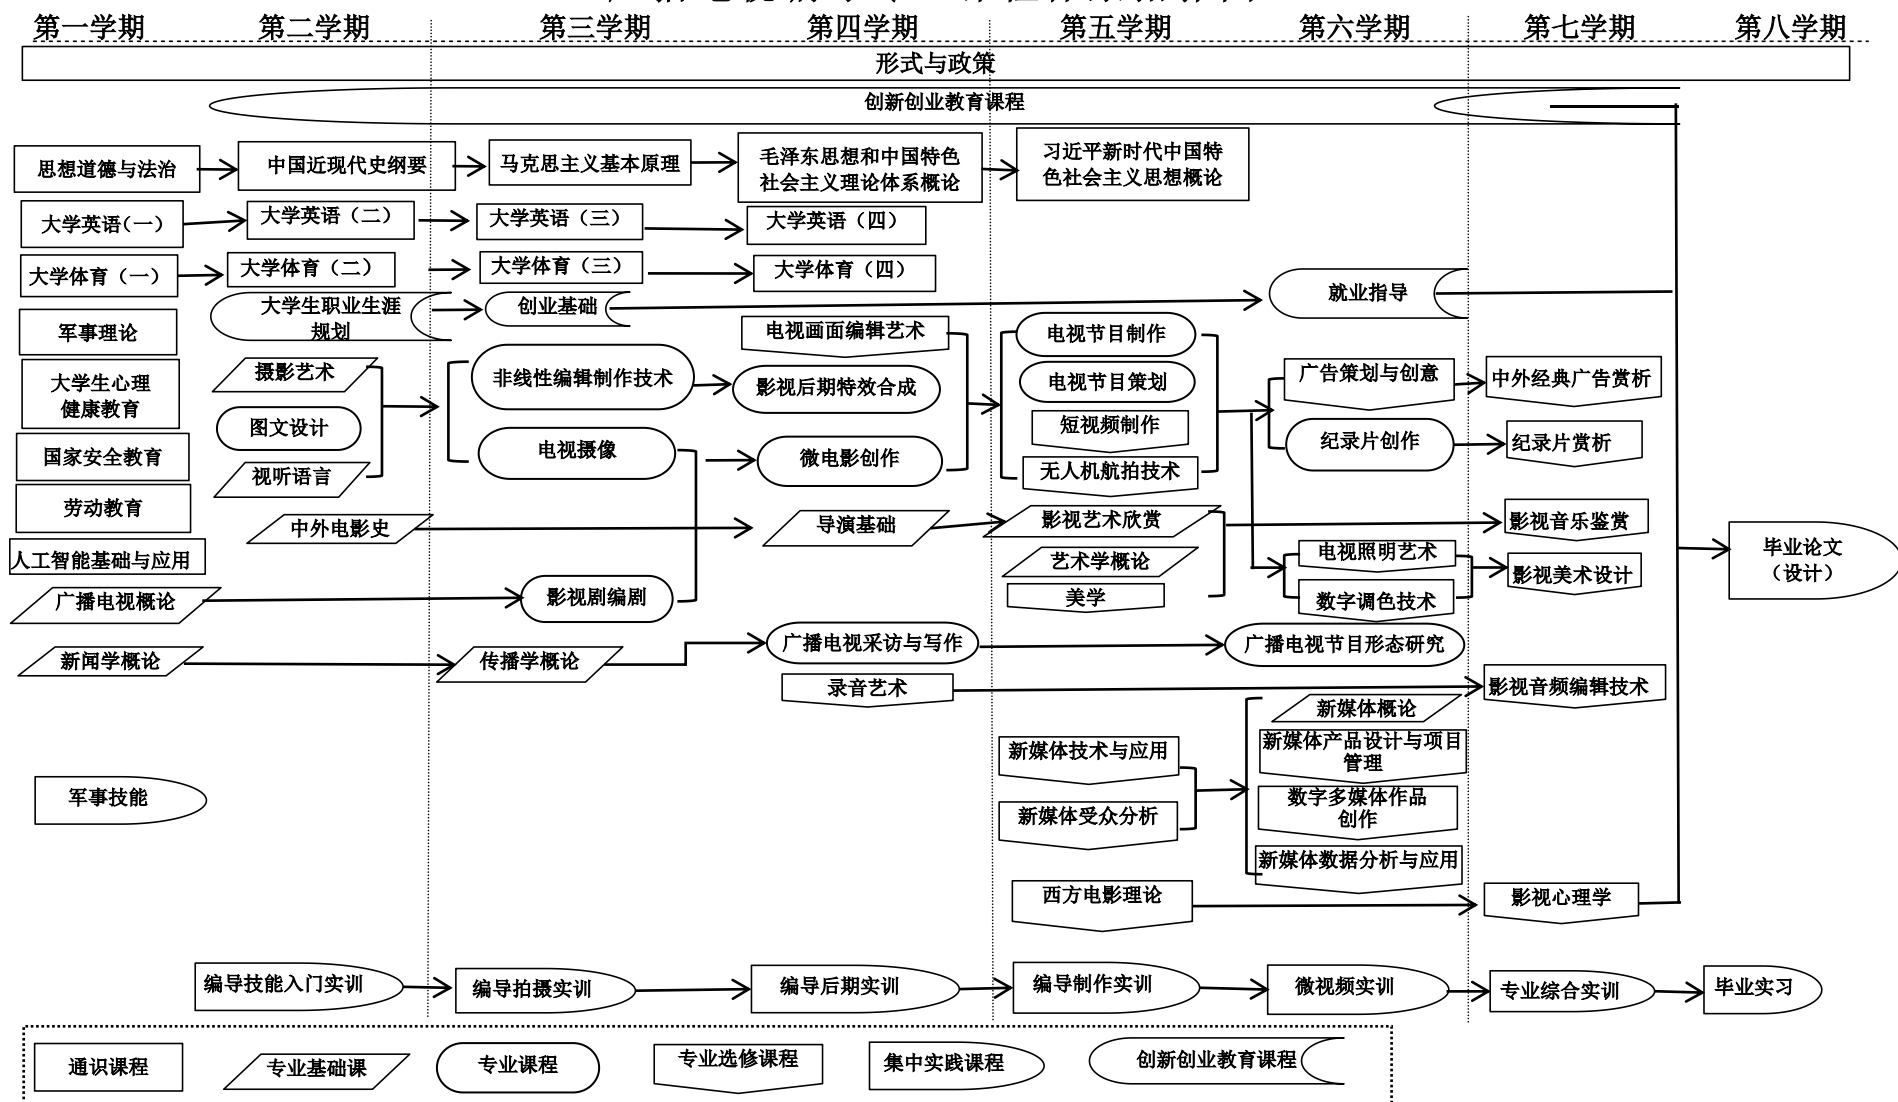 第一学期 第二学期 第三学期 第四学期 第五学期 第六学期 第七学期 第八学期
形式与政策
创新创业教育课程
思想道德与法治
中国近现代史纲要
马克思主义基本原理
毛泽东思想和中国特色
社会主义理论体系概论
习近平新时代中国特
色社会主义思想概论
大学英语(一)
大学英语（二）
大学英语（三）
大学英语（四）
大学体育（一）
大学体育（二）
大学体育（三）
大学体育（四）
大学生职业生涯
规划
创业基础
就业指导
军事理论
电视画面编辑艺术
电视节目制作
大学生心理
健康教育
摄影艺术
非线性编辑制作技术
影视后期特效合成
电视节目策划
广告策划与创意
中外经典广告赏析
图文设计
短视频制作
纪录片创作
纪录片赏析
国家安全教育
视听语言
电视摄像
微电影创作
无人机航拍技术
劳动教育
中外电影史
导演基础
影视艺术欣赏
影视音乐鉴赏
人工智能基础与应用
艺术学概论
电视照明艺术
影视美术设计
毕业论文
（设计）
广播电视概论
影视剧编剧
美学
数字调色技术
新闻学概论
传播学概论
广播电视采访与写作
广播电视节目形态研究
录音艺术
影视音频编辑技术
新媒体概论
新媒体技术与应用
新媒体产品设计与项目
管理
军事技能
新媒体受众分析
数字多媒体作品
创作
新媒体数据分析与应用
西方电影理论
影视心理学
编导技能入门实训
编导拍摄实训
编导后期实训
编导制作实训
微视频实训
专业综合实训
毕业实习
通识课程
专业基础课
专业课程
专业选修课程
集中实践课程
创新创业教育课程